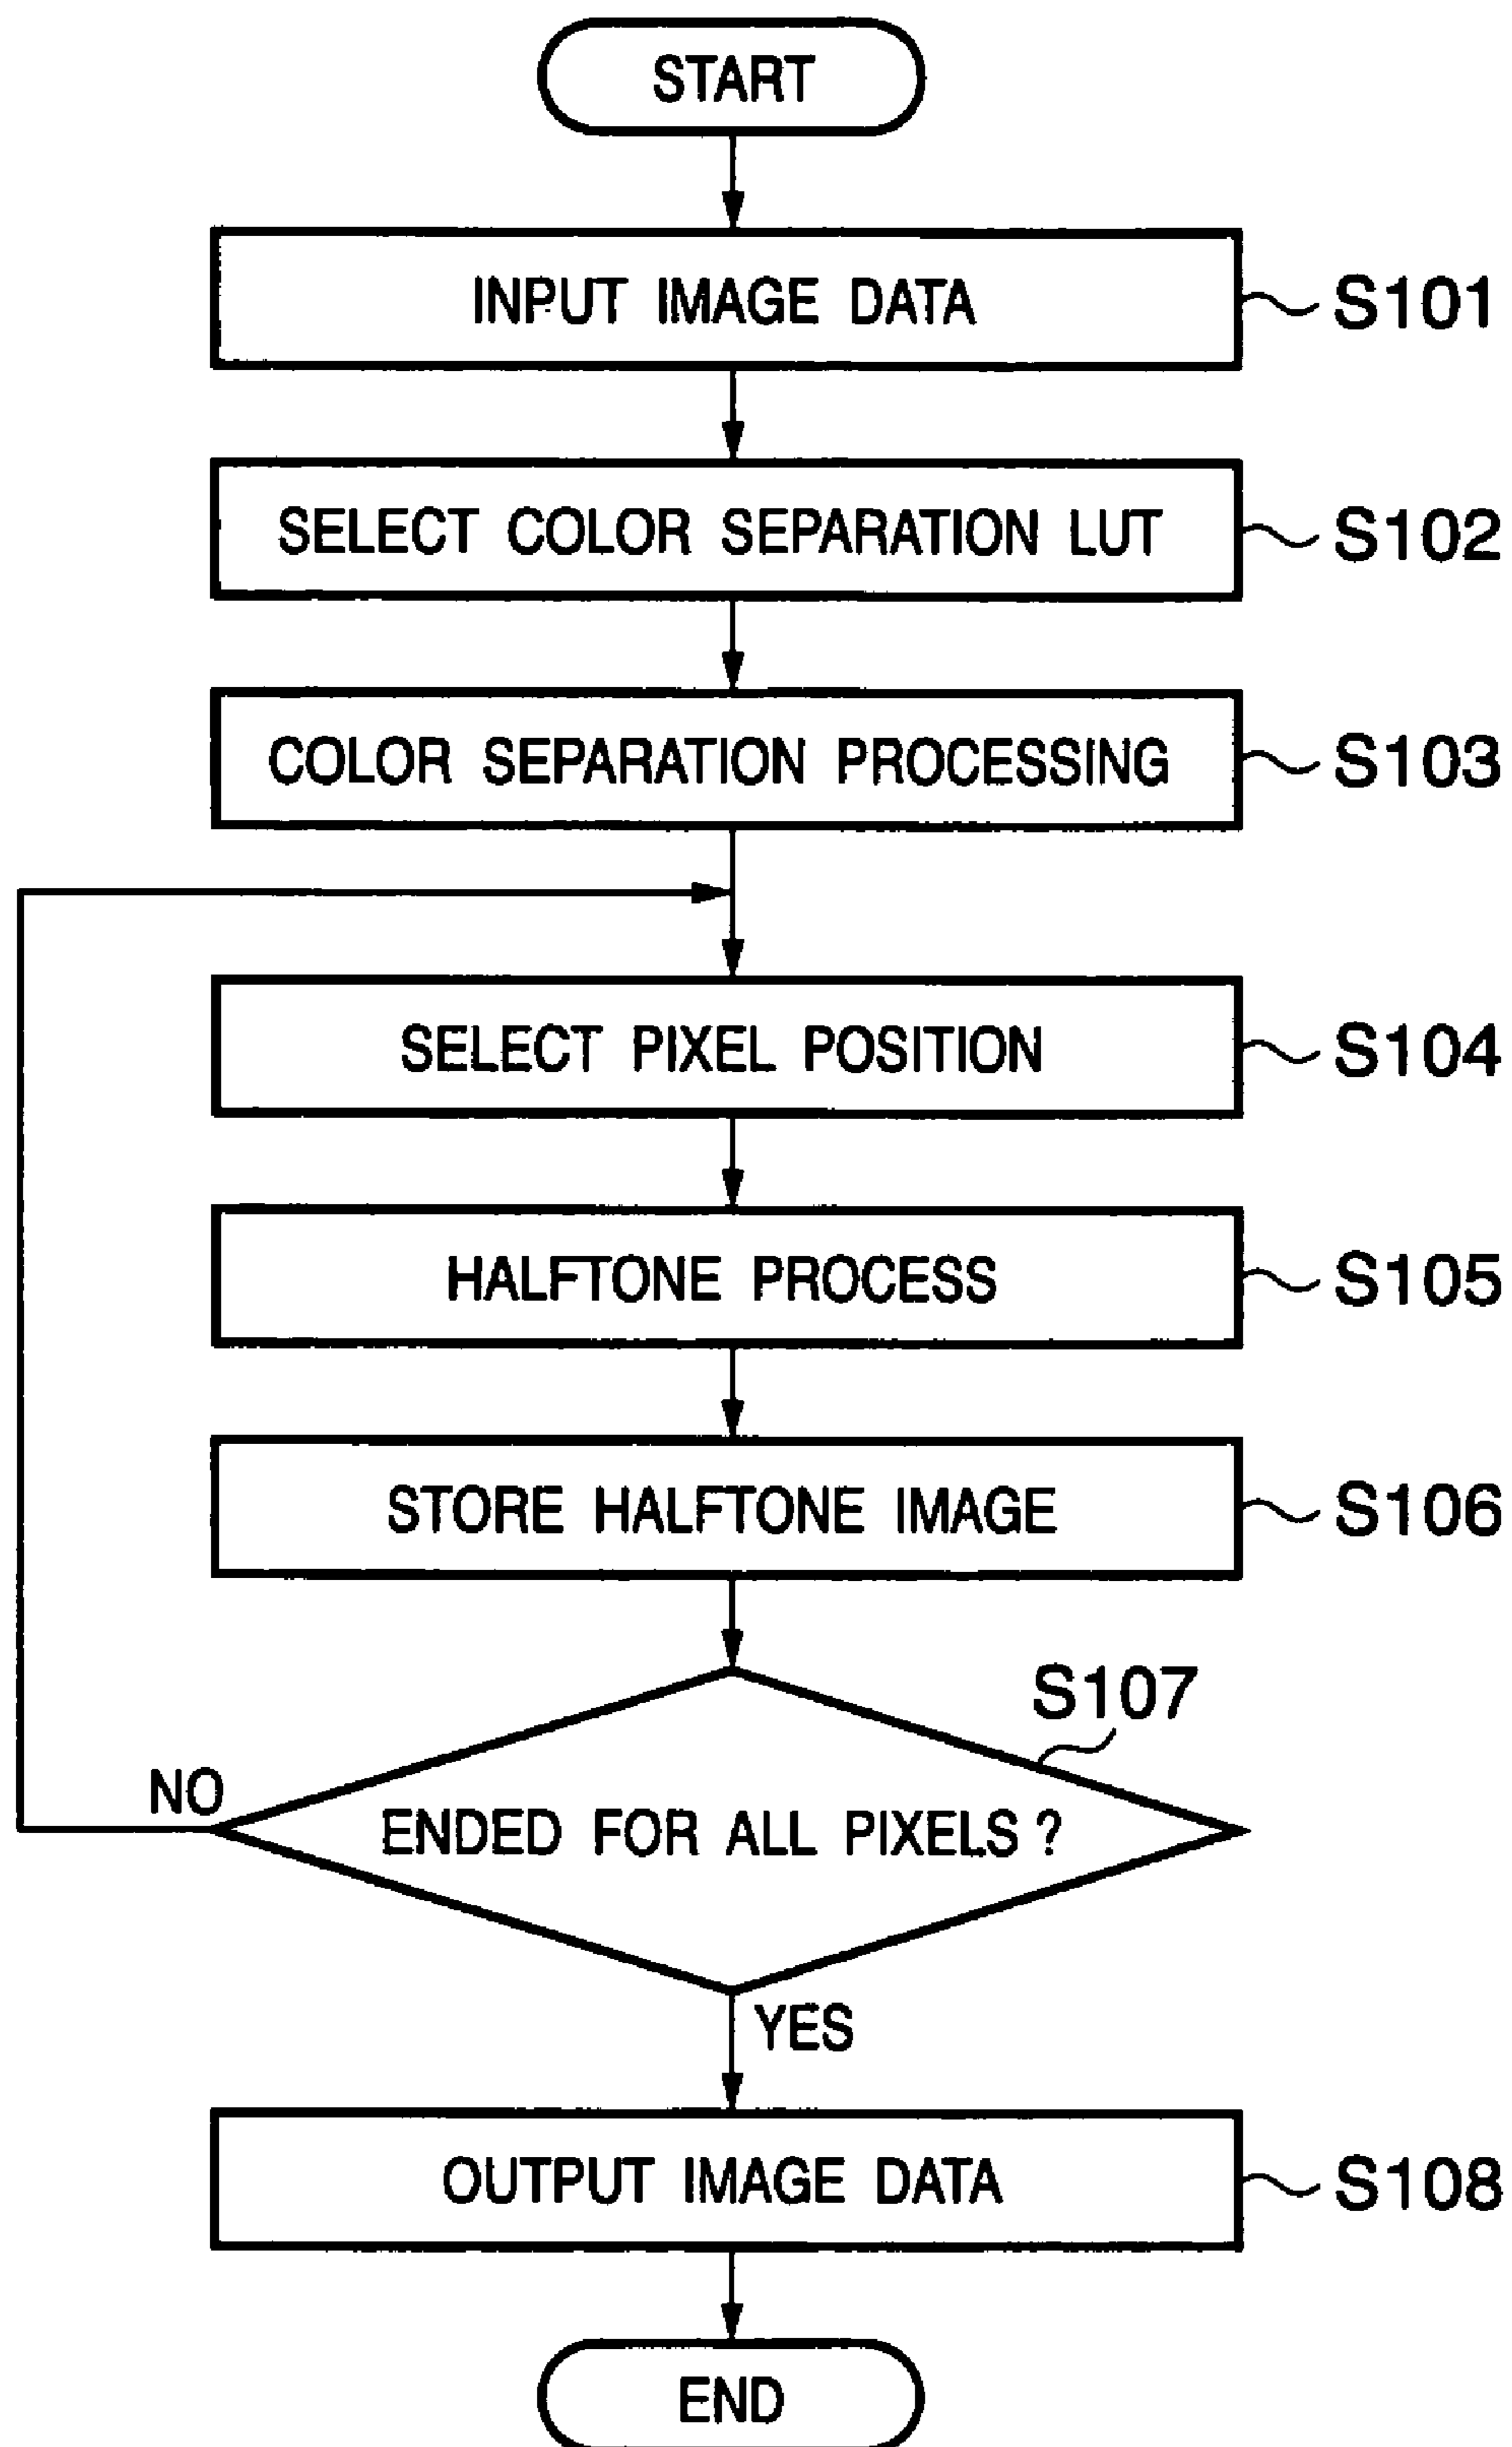 START
INPUT IMAGE DATA
S101
SELECT COLOR SEPARATION LUT
S102
COLOR SEPARATION PROCESSING
S103
SELECT PIXEL POSITION
S104
HALFTONE PROCESS
S105
STORE HALFTONE IMAGE
S106
S107
NO
ENDED FOR ALL PIXELS ?
YES
OUTPUT IMAGE DATA
S108
END